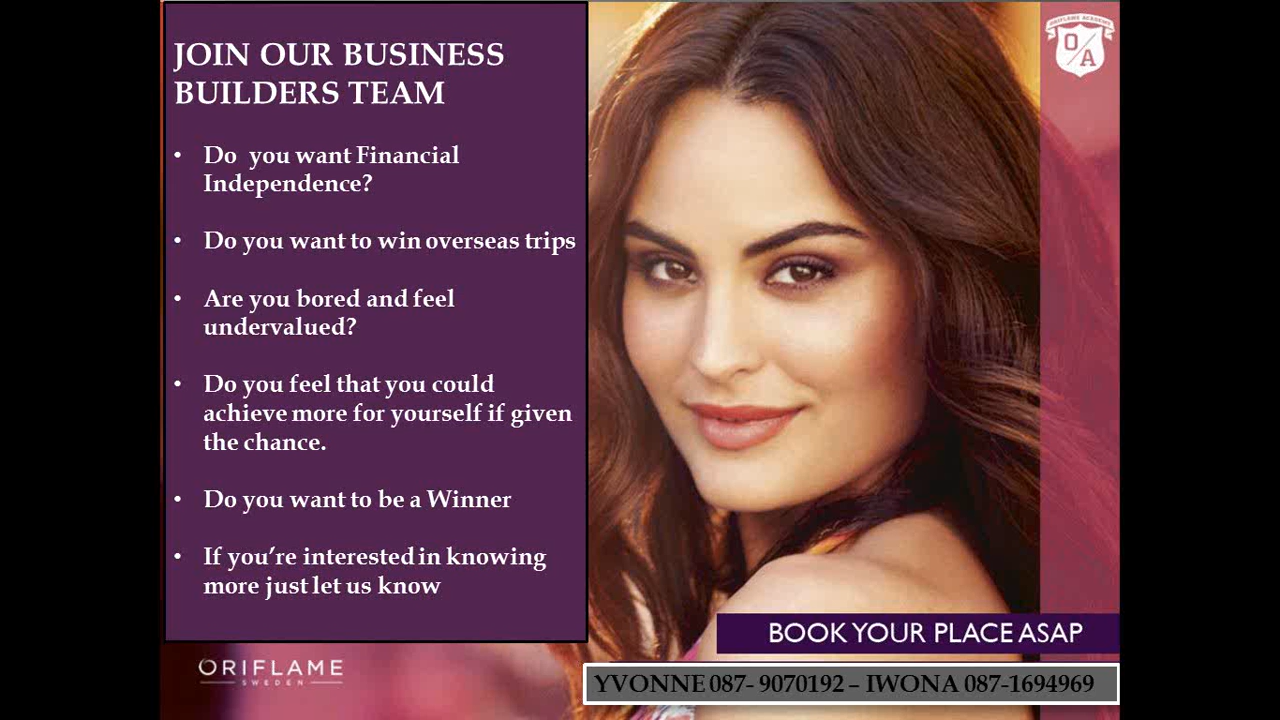 JOIN OUR BUSINESS
BUILDERS TEAM
• Do you want Financial
Independence?
• Do you want to win overseas trips
• Are you bored and feel
undervalued?
• Do you feel that you could
achieve more for yourself if given
the chance.
• Do you want to be a Winner
• If you’re interested in knowing
more just let us know
ORIFLAME ACADEMY
O/A
BOOK YOUR PLACE ASAP
ORIFLAME
SWEDEN
YVONNE 087- 9070192 – IWONA 087-1694969